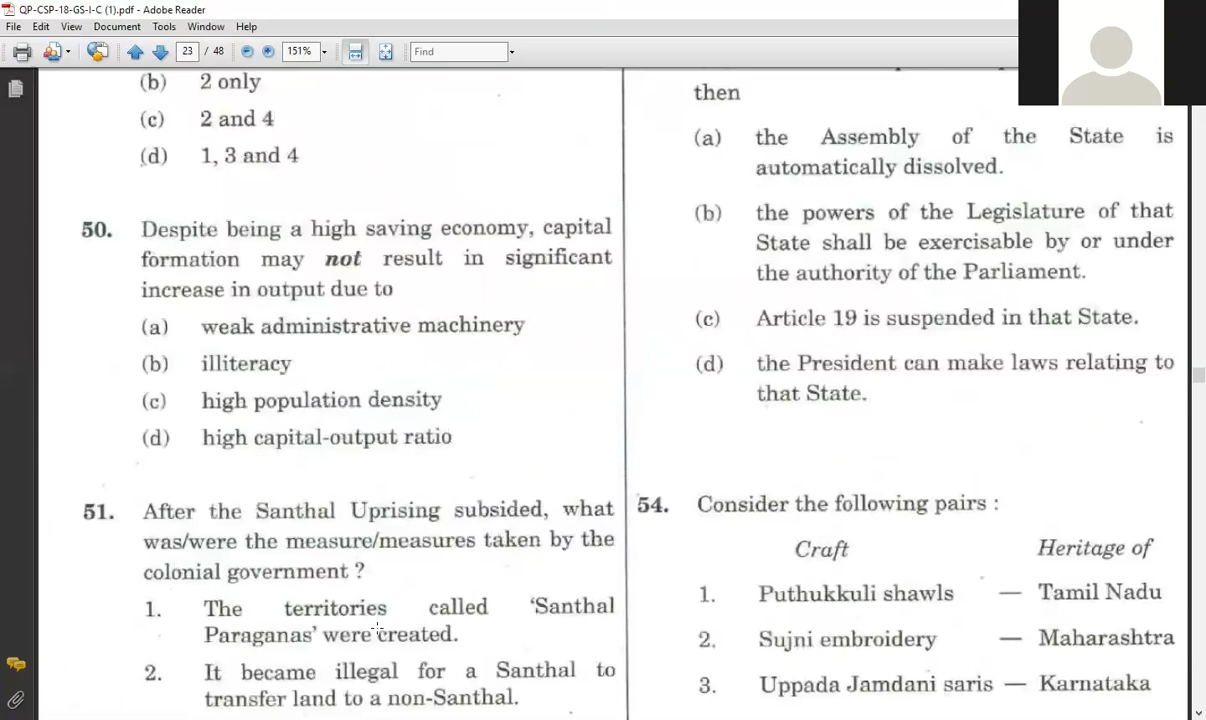 QP-CSP-18-GS-I-C (1).pdf - Adobe Reader
File Edit View Document Tools Window Help
23 / 48 151% Find
(b) 2 only
(c) 2 and 4
(d) 1, 3 and 4
50. Despite being a high saving economy, capital
formation may not result in significant
increase in output due to
(a) weak administrative machinery
(b) illiteracy
(c) high population density
(d) high capital-output ratio
51. After the Santhal Uprising subsided, what
was/were the measure/measures taken by the
colonial government ?
1. The territories called ‘Santhal
Paraganas’ were created.
2. It became illegal for a Santhal to
transfer land to a non-Santhal.
then
(a) the Assembly of the State is
automatically dissolved.
(b) the powers of the Legislature of that
State shall be exercisable by or under
the authority of the Parliament.
(c) Article 19 is suspended in that State.
(d) the President can make laws relating to
that State.
54. Consider the following pairs :
Craft Heritage of
1. Puthukkuli shawls — Tamil Nadu
2. Sujni embroidery — Maharashtra
3. Uppada Jamdani saris — Karnataka